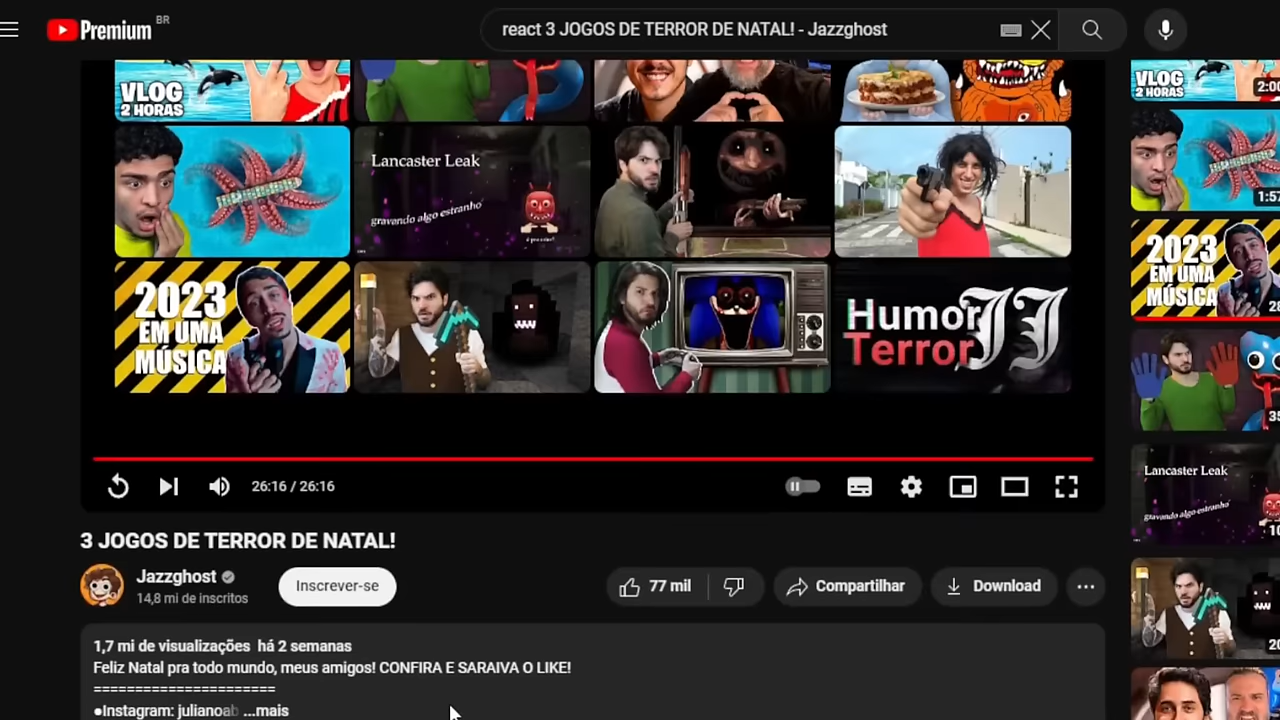 Premium BR
react 3 JOGOS DE TERROR DE NATAL! - Jazzghost
VLOG
2 HORAS
VLOG
2 HORAS
2:00
Lancaster Leak
gravando algo estranho
1:57
2023
EM UMA
MÚSICA
Humor
Terror
2023
EM UMA
MÚSICA
26:16 / 26:16
Lancaster Leak
gravando algo estranho
3 JOGOS DE TERROR DE NATAL!
Jazzghost
14,8 mi de inscritos
Inscrever-se
77 mil
Compartilhar
Download
1,7 mi de visualizações há 2 semanas
Feliz Natal pra todo mundo, meus amigos! CONFIRA E SARAIVA O LIKE!
======================
●Instagram: julianoab ...mais